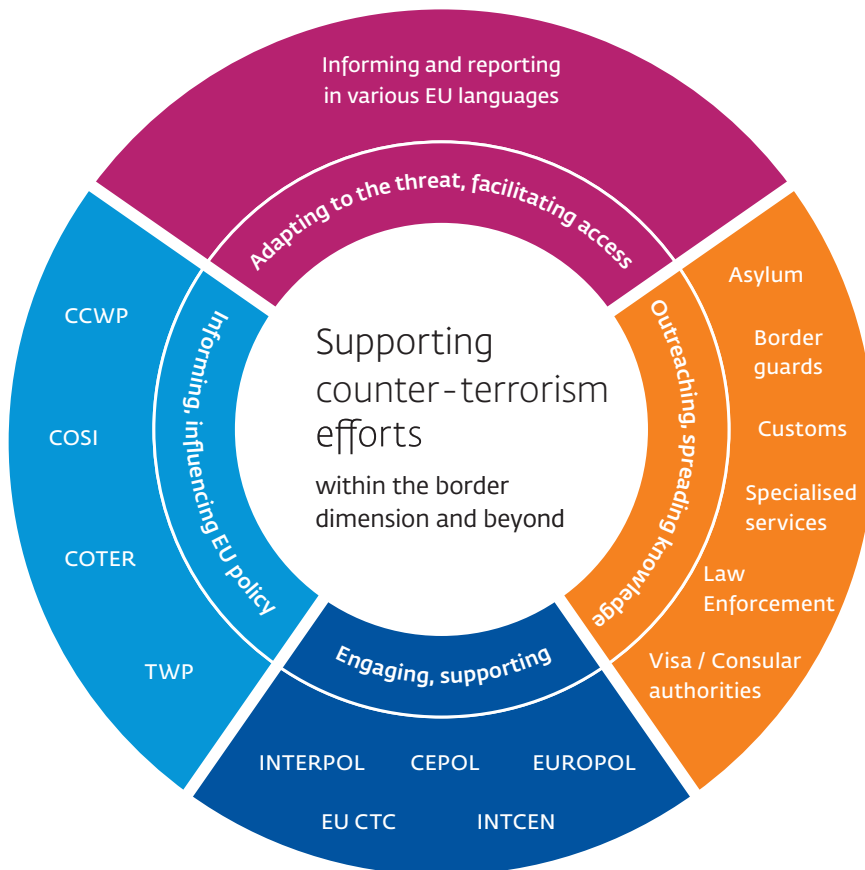 Informing and reporting
in various EU languages
Adapting to the threat, facilitating access
Asylum
Border
guards
Customs
Specialised
services
Law
Enforcement
Visa / Consular
authorities
Outreaching, spreading knowledge
Engaging, supporting
INTERPOL CEPOL EUROPOL
EU CTC INTCEN
CCWP
COSI
COTER
TWP
Informing, influencing EU policy
Supporting
counter-terrorism
efforts
within the border
dimension and beyond